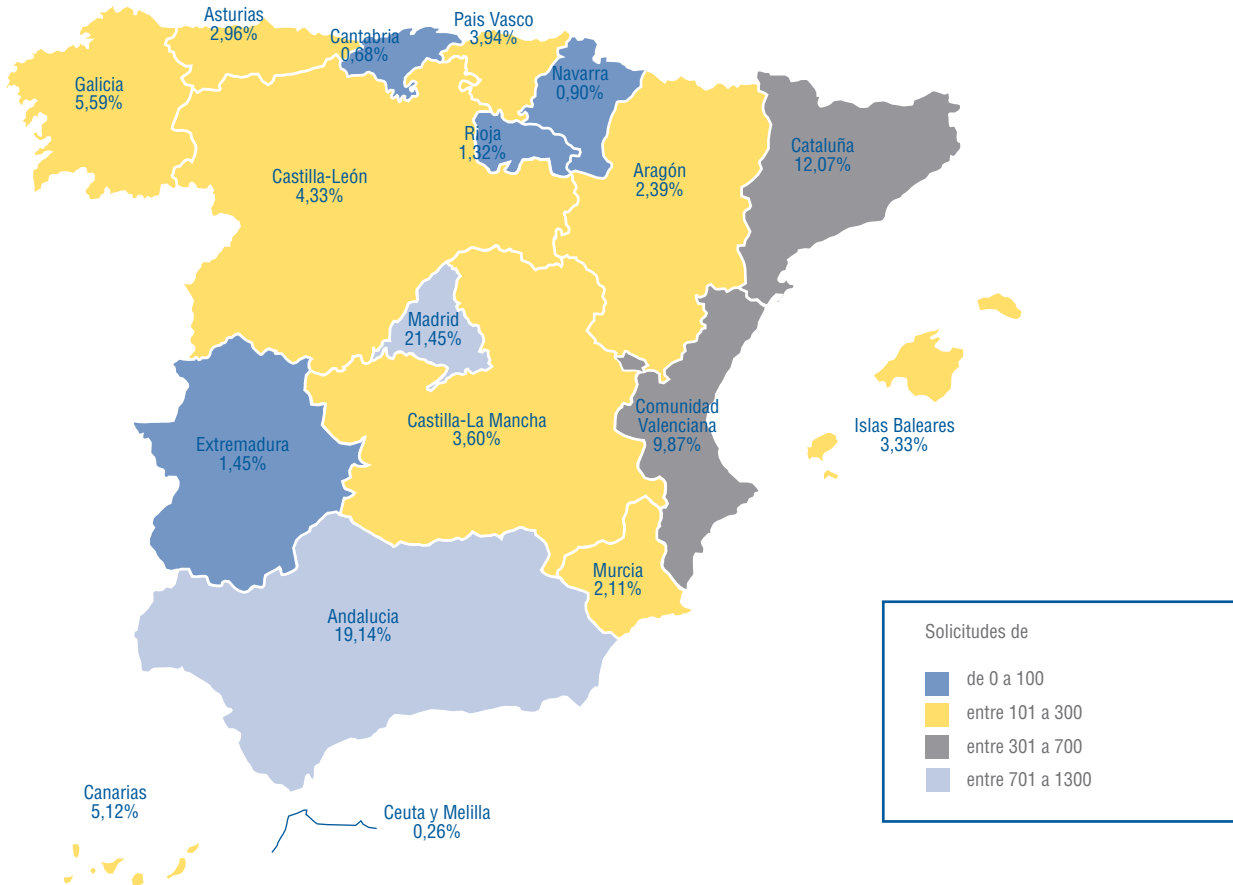 Asturias
2,96%
Cantabria
0,68%
Pais Vasco
3,94%
Navarra
0,90%
Galicia
5,59%
Rioja
1,32%
Cataluña
12,07%
Castilla-León
4,33%
Aragón
2,39%
Madrid
21,45%
Castilla-La Mancha
3,60%
Comunidad
Valenciana
9,87%
Islas Baleares
3,33%
Extremadura
1,45%
Murcia
2,11%
Andalucia
19,14%
Canarias
5,12%
Ceuta y Melilla
0,26%
Solicitudes de
de 0 a 100
entre 101 a 300
entre 301 a 700
entre 701 a 1300